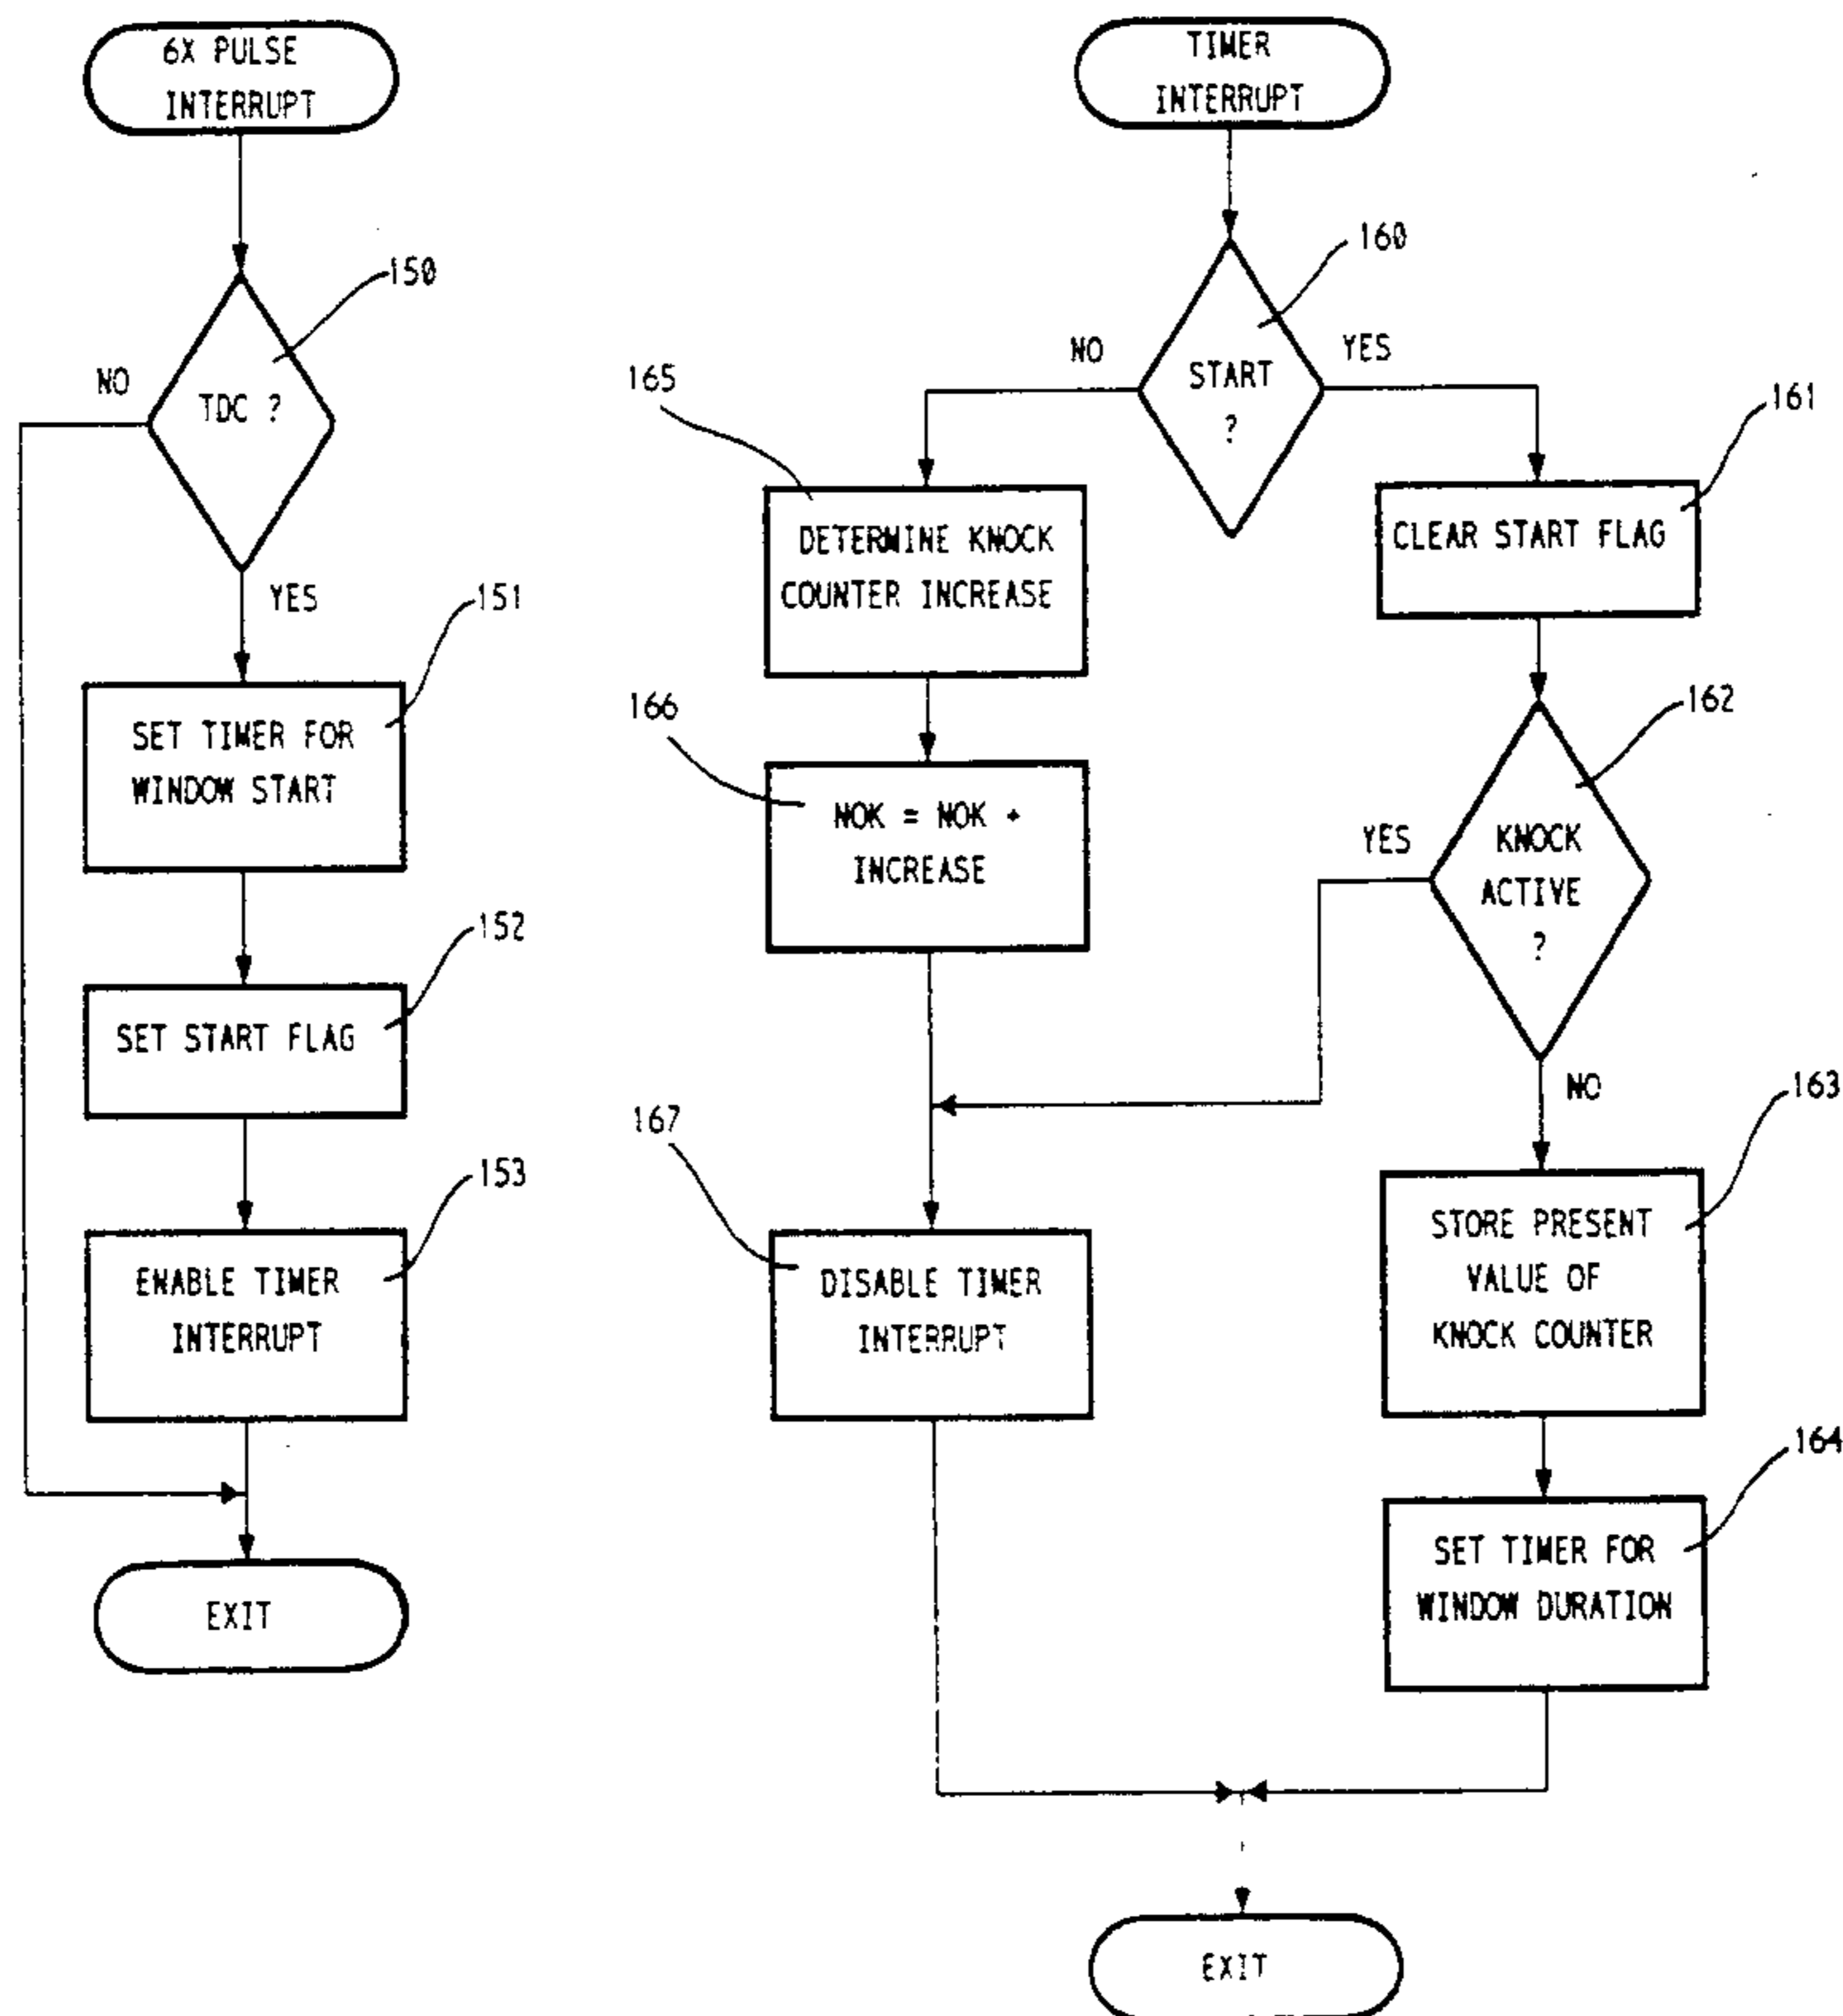 6X PULSE
INTERRUPT
150
TDC ?
NO
YES
151
SET TIMER FOR
WINDOW START
152
SET START FLAG
153
ENABLE TIMER
INTERRUPT
EXIT
TIMER
INTERRUPT
160
START
?
NO
YES
165
DETERMINE KNOCK
COUNTER INCREASE
166
NOK = NOK +
INCREASE
167
DISABLE TIMER
INTERRUPT
161
CLEAR START FLAG
162
KNOCK
ACTIVE
?
YES
NO
163
STORE PRESENT
VALUE OF
KNOCK COUNTER
164
SET TIMER FOR
WINDOW DURATION
EXIT